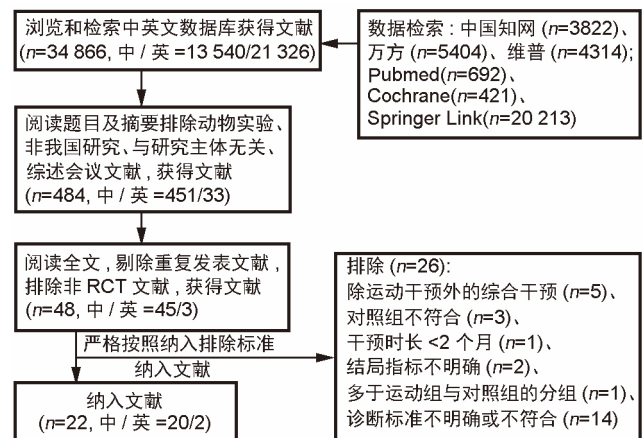 浏览和检索中英文数据库获得文献
(n=34 866, 中 / 英 =13 540/21 326)
数据检索 : 中国知网 (n=3822)、
万方 (n=5404)、维普 (n=4314);
Pubmed(n=692)、
Cochrane(n=421)、
Springer Link(n=20 213)
阅读题目及摘要排除动物实验、
非我国研究、与研究主体无关、
综述会议文献 , 获得文献
(n=484, 中 / 英 =451/33)
阅读全文 , 剔除重复发表文献 ,
排除非 RCT 文献 , 获得文献
(n=48, 中 / 英 =45/3)
严格按照纳入排除标准
纳入文献
排除 (n=26):
除运动干预外的综合干预 (n=5)、
对照组不符合 (n=3)、
干预时长 <2 个月 (n=1)、
结局指标不明确 (n=2)、
多于运动组与对照组的分组 (n=1)、
诊断标准不明确或不符合 (n=14)
纳入文献
(n=22, 中 / 英 =20/2)